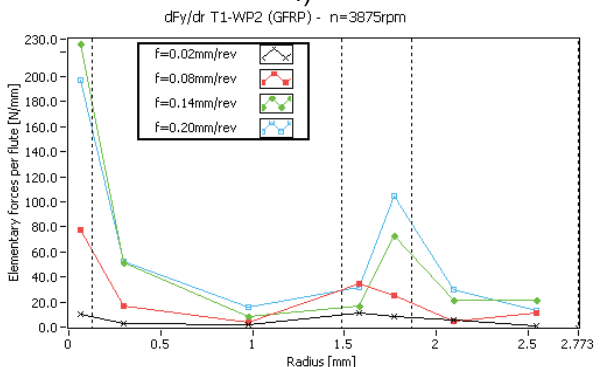 dFy/dr T1-WP2 (GFRP) - n=3875rpm
230.0
200.0
180.0
160.0
140.0
120.0
100.0
80.0
60.0
40.0
20.0
0.0
Elementary forces per flute [N/mm]
f=0.02mm/rev
f=0.08mm/rev
f=0.14mm/rev
f=0.20mm/rev
0 0.5 1 1.5 2 2.5 2.773
Radius [mm]